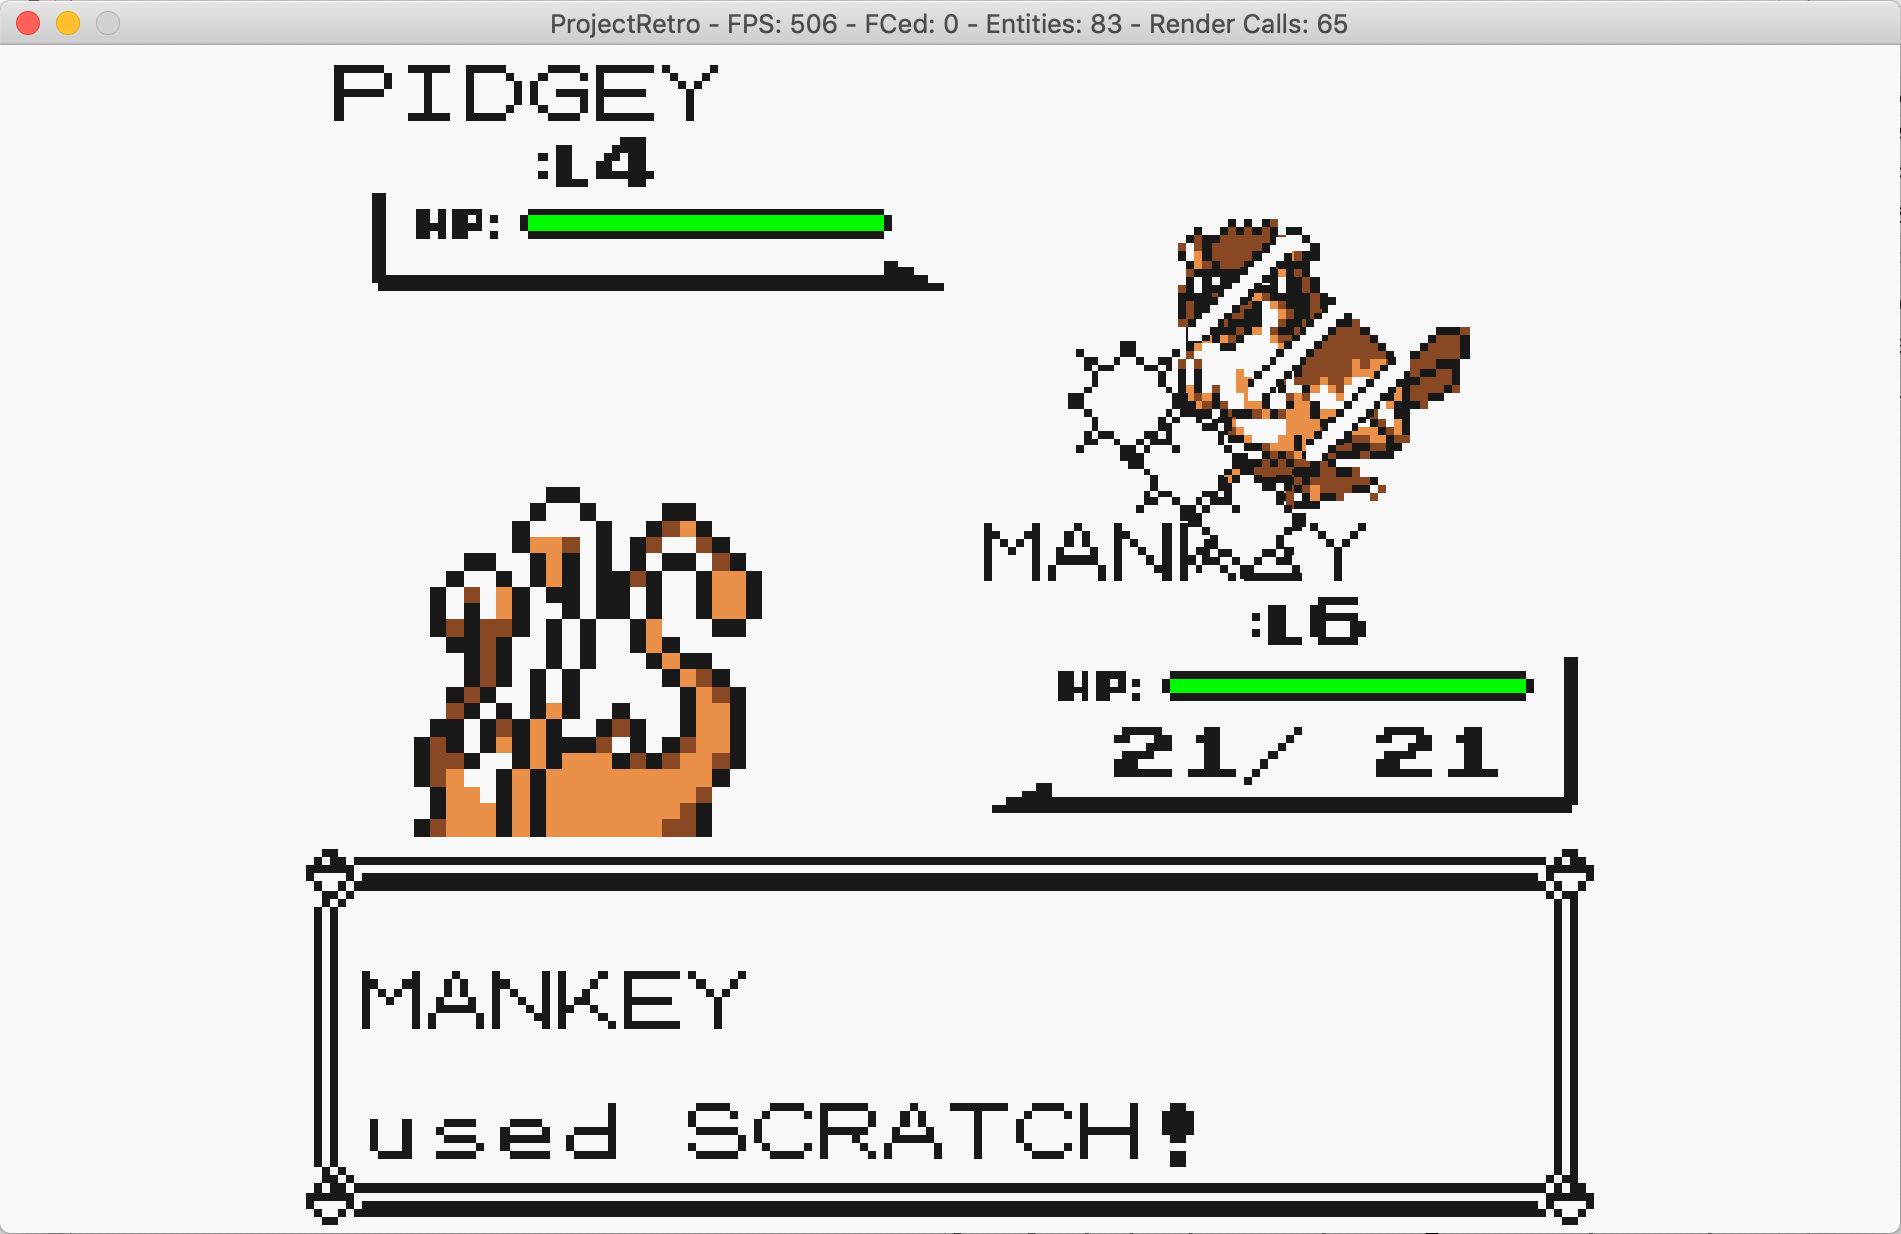 ProjectRetro - FPS: 506 - FCed: 0 - Entities: 83 - Render Calls: 65
PIDGEY
:L4
HP:
MANKEY
:L6
HP:
21/ 21
MANKEY
used SCRATCH!